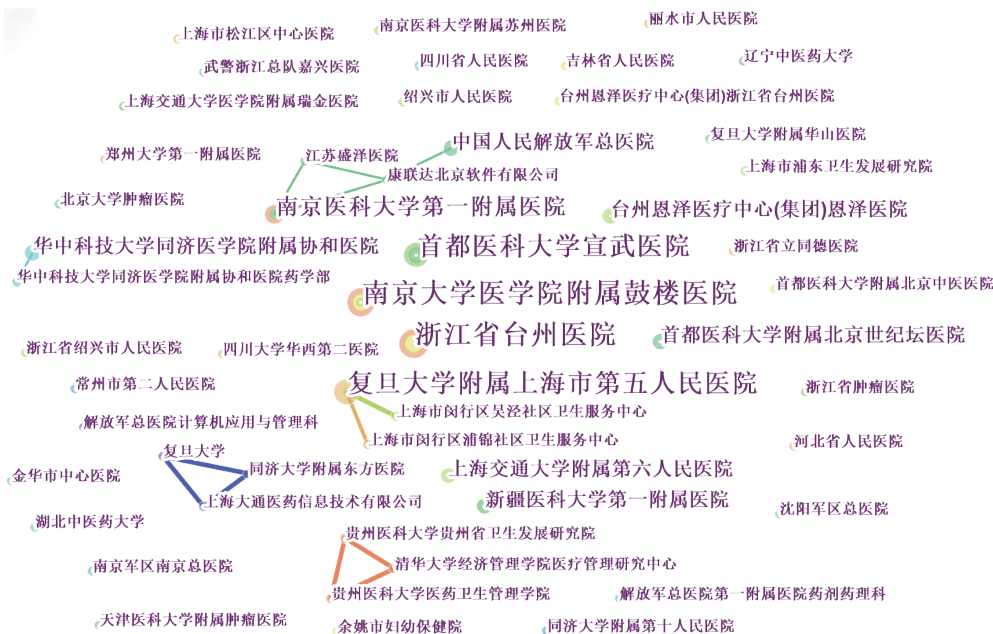 丽水市人民医院
南京医科大学附属苏州医院
上海市松江区中心医院
辽宁中医药大学
四川省人民医院
吉林省人民医院
武警浙江总队嘉兴医院
绍兴市人民医院
台州恩泽医疗中心(集团)浙江省台州医院
上海交通大学医学院附属瑞金医院
复旦大学附属华山医院
中国人民解放军总医院
郑州大学第一附属医院
江苏盛泽医院
上海市浦东卫生发展研究院
康联达北京软件有限公司
北京大学肿瘤医院
南京医科大学第一附属医院
台州恩泽医疗中心(集团)恩泽医院
华中科技大学同济医学院附属协和医院
首都医科大学宣武医院
浙江省立同德医院
华中科技大学同济医学院附属协和医院药学部
首都医科大学附属北京中医医院
南京大学医学院附属鼓楼医院
浙江省台州医院
首都医科大学附属北京世纪坛医院
浙江省绍兴市人民医院
四川大学华西第二医院
常州市第二人民医院
复旦大学附属上海市第五人民医院
浙江省肿瘤医院
上海市闵行区吴泾社区卫生服务中心
解放军总医院计算机应用与管理科
上海市闵行区浦锦社区卫生服务中心
河北省人民医院
复旦大学
同济大学附属东方医院
上海交通大学附属第六人民医院
金华市中心医院
上海大通医药信息技术有限公司
新疆医科大学第一附属医院
沈阳军区总医院
湖北中医药大学
贵州医科大学贵州省卫生发展研究院
清华大学经济管理学院医疗管理研究中心
南京军区南京总医院
贵州医科大学医药卫生管理学院
解放军总医院第一附属医院药剂药理科
天津医科大学附属肿瘤医院
余姚市妇幼保健院
同济大学附属第十人民医院